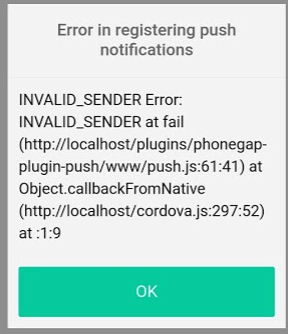 Error in registering push
notifications
INVALID_SENDER Error:
INVALID_SENDER at fail
(http://localhost/plugins/phonegap-
plugin-push/www/push.js:61:41) at
Object.callbackFromNative
(http://localhost/cordova.js:297:52)
at :1:9
OK